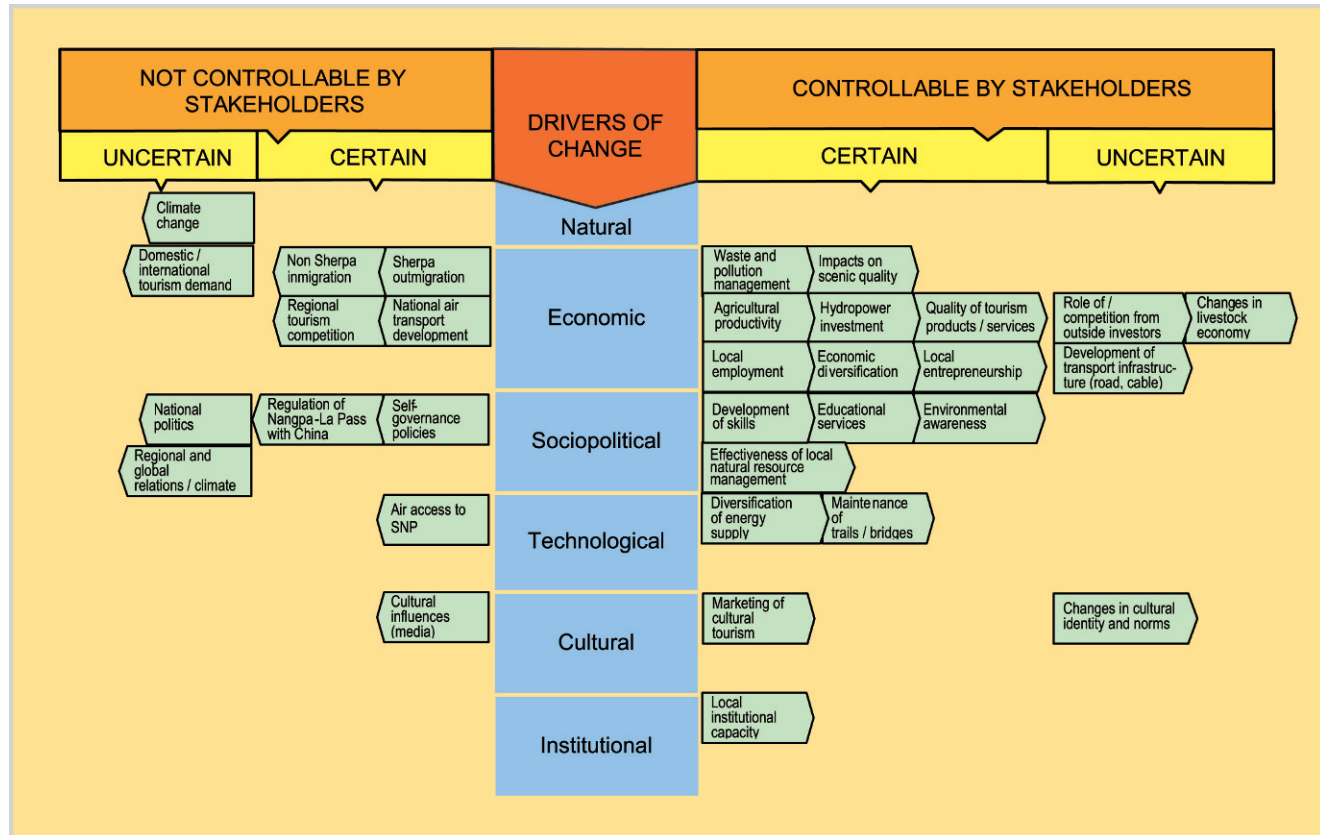 NOT CONTROLLABLE BY
STAKEHOLDERS
DRIVERS OF
CHANGE
CONTROLLABLE BY STAKEHOLDERS
UNCERTAIN
CERTAIN
CERTAIN
UNCERTAIN
Climate
change
Natural
Domestic /
international
tourism demand
Non Sherpa
inmigration
Sherpa
outmigration
Regional
tourism
competition
National air
transport
development
Economic
Waste and
pollution
management
Impacts on
scenic quality
Agricultural
productivity
Hydropower
investment
Quality of tourism
products / services
Role of /
competition from
outside investors
Changes in
livestock
economy
Local
employment
Economic
diversification
Local
entrepreneurship
Development of
transport infrastruc-
ture (road, cable)
National
politics
Regulation of
Nangpa-La Pass
with China
Self-
governance
policies
Regional and
global
relations / climate
Sociopolitical
Development
of skills
Educational
services
Environmental
awareness
Effectiveness of local
natural resource
management
Air access to
SNP
Technological
Diversification
of energy
supply
Maintenance
of
trails / bridges
Cultural
influences
(media)
Cultural
Marketing of
cultural
tourism
Changes in cultural
identity and norms
Institutional
Local
institutional
capacity